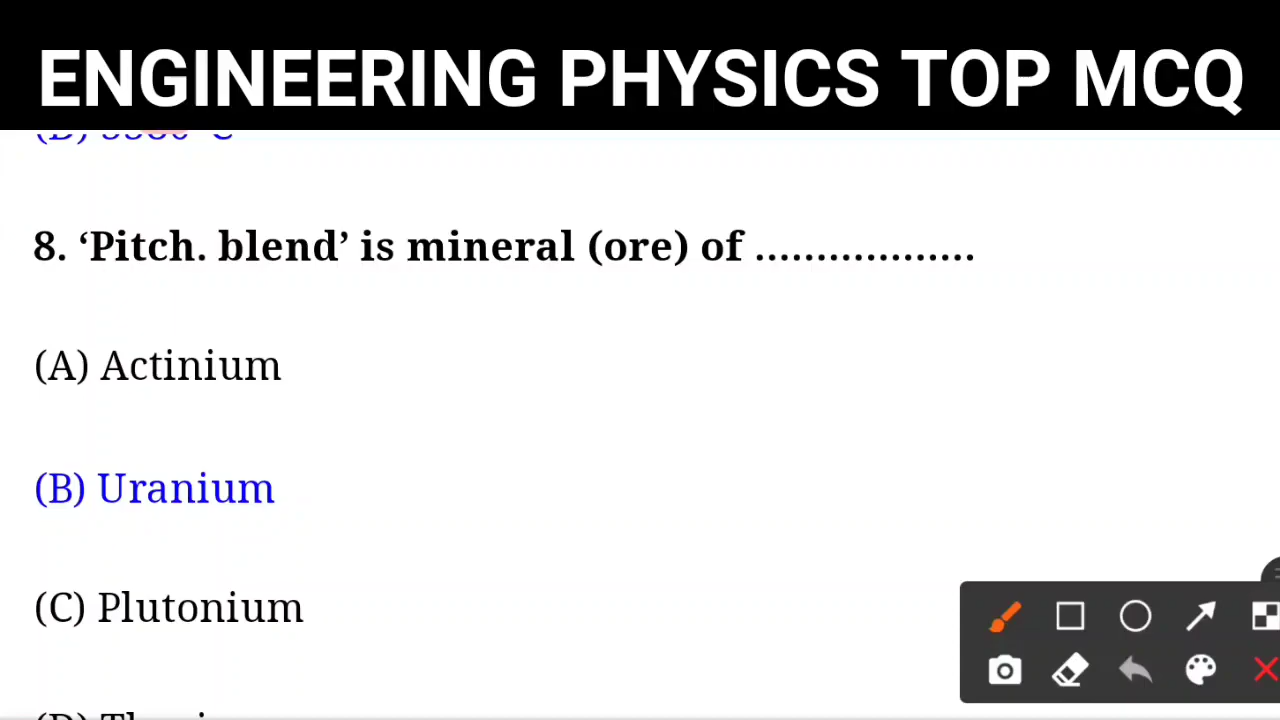 ENGINEERING PHYSICS TOP MCQ
8. ‘Pitch. blend’ is mineral (ore) of ..................
(A) Actinium
(B) Uranium
(C) Plutonium